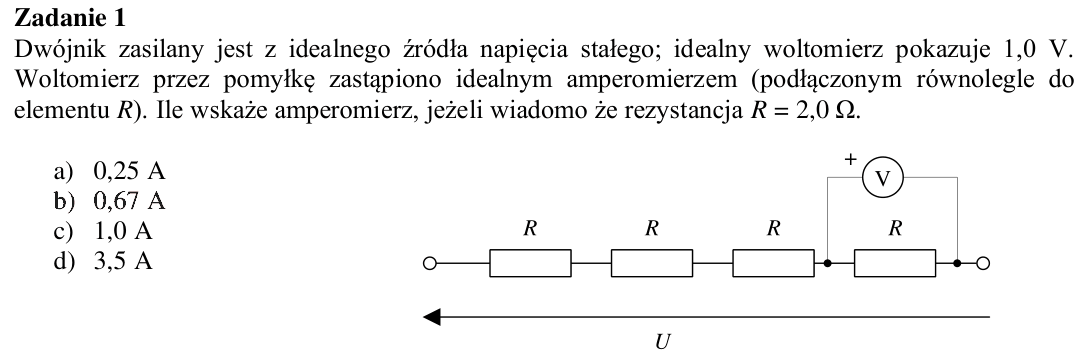 Zadanie 1
Dwójnik zasilany jest z idealnego źródła napięcia stałego; idealny woltomierz pokazuje 1,0 V.
Woltomierz przez pomyłkę zastąpiono idealnym amperomierzem (podłączonym równolegle do
elementu R). Ile wskaże amperomierz, jeżeli wiadomo że rezystancja R = 2,0 Ω.
a) 0,25 A
b) 0,67 A
c) 1,0 A
d) 3,5 A
+
V
R R R R
U